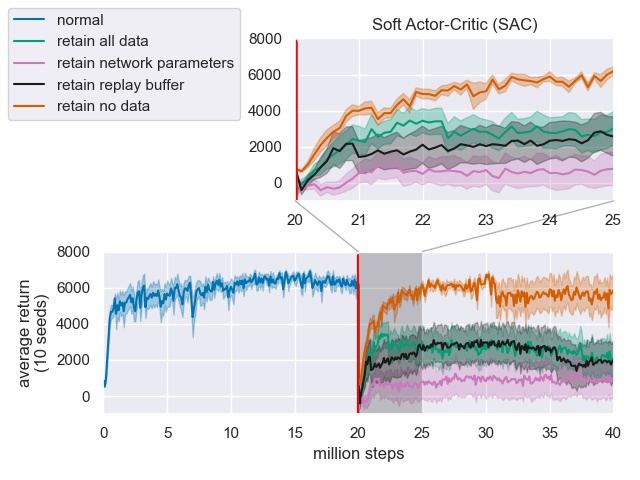 normal
retain all data
retain network parameters
retain replay buffer
retain no data
Soft Actor-Critic (SAC)
8000
6000
4000
2000
0
20 21 22 23 24 25
8000
6000
4000
2000
0
average return
(10 seeds)
0 5 10 15 20 25 30 35 40
million steps